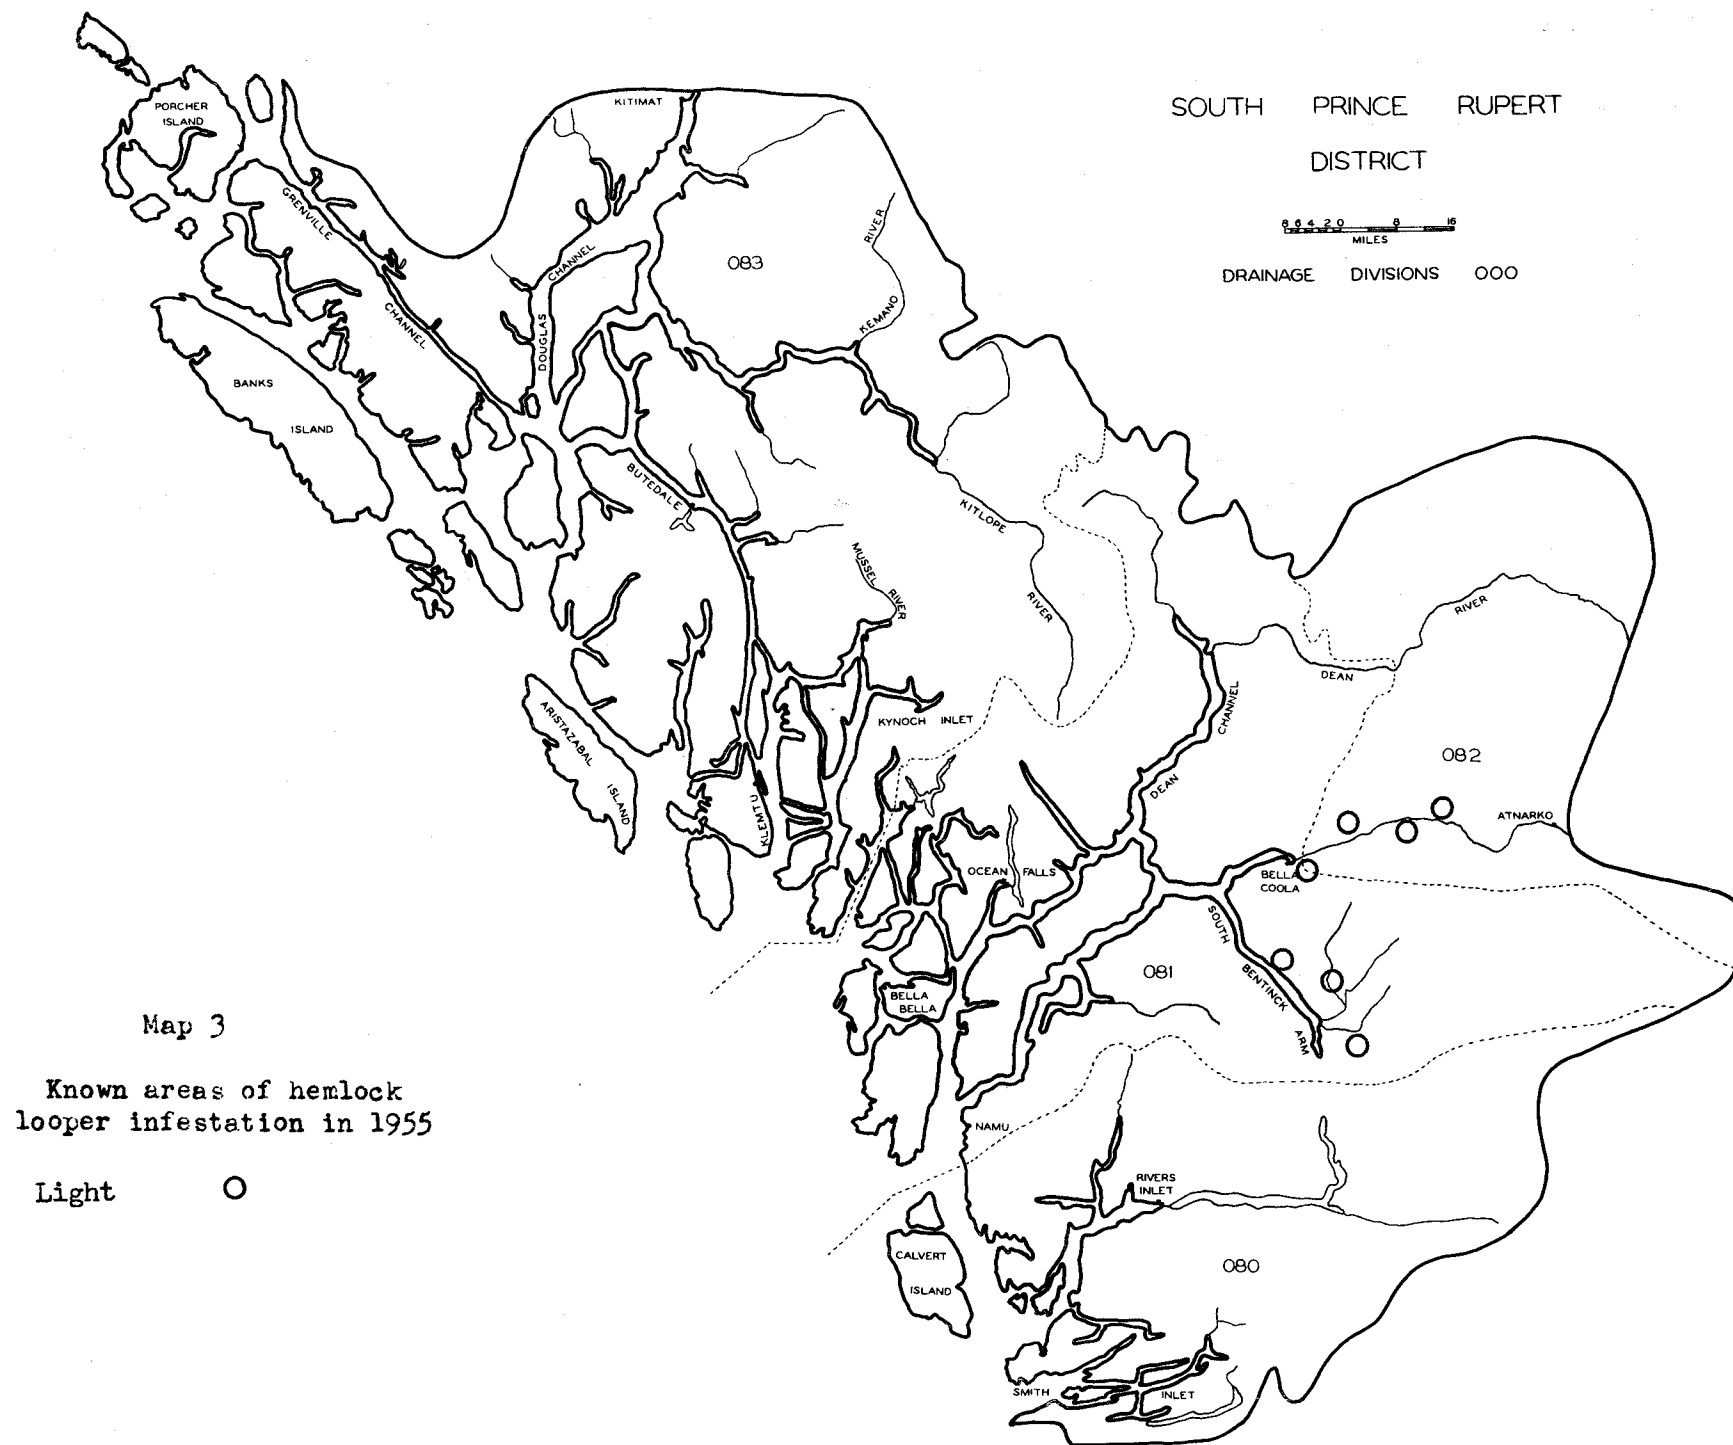 SOUTH PRINCE RUPERT
DISTRICT
8 6 4 2 0 8 16
MILES
DRAINAGE DIVISIONS 000
PORCHER
ISLAND
KITIMAT
GRENVILLE
CHANNEL
DOUGLAS
CHANNEL
083
KEMANO
RIVER
BANKS
ISLAND
BUTEDALE
KITLOPE
RIVER
MUSSEL
RIVER
DEAN
RIVER
ARISTAZABAL
ISLAND
KYNOCH INLET
DEAN
CHANNEL
082
KLEMTU
ATNARKO
OCEAN FALLS
BELLA
COOLA
SOUTH
BENTINCK
ARM
081
BELLA
BELLA
Map 3
Known areas of hemlock
looper infestation in 1955
Light
NAMU
RIVERS
INLET
CALVERT
ISLAND
080
SMITH
INLET